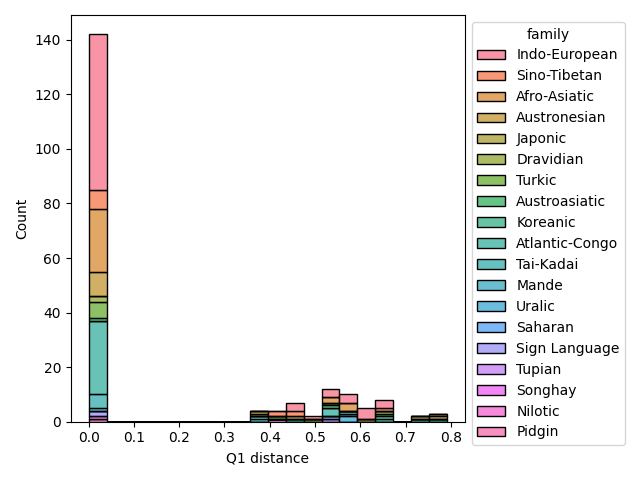 140
120
100
80
60
40
20
0
Count
0.0 0.1 0.2 0.3 0.4 0.5 0.6 0.7 0.8
Q1 distance
family
Indo-European
Sino-Tibetan
Afro-Asiatic
Austronesian
Japonic
Dravidian
Turkic
Austroasiatic
Koreanic
Atlantic-Congo
Tai-Kadai
Mande
Uralic
Saharan
Sign Language
Tupian
Songhay
Nilotic
Pidgin